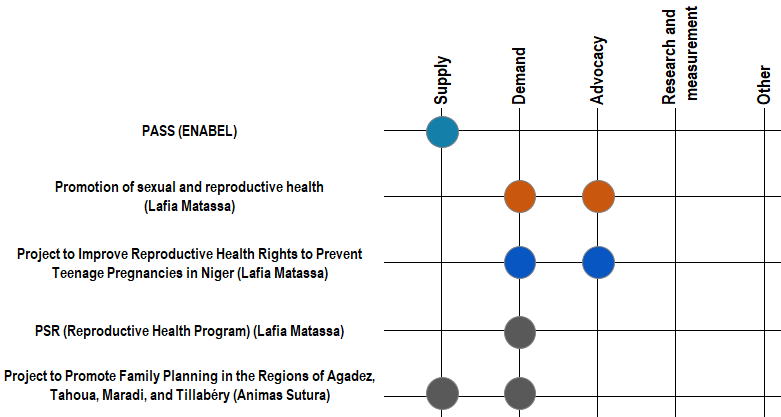 Supply
Demand
Advocacy
Research and
measurement
Other
PASS (ENABEL)
Promotion of sexual and reproductive health
(Lafia Matassa)
Project to Improve Reproductive Health Rights to Prevent
Teenage Pregnancies in Niger (Lafia Matassa)
PSR (Reproductive Health Program) (Lafia Matassa)
Project to Promote Family Planning in the Regions of Agadez,
Tahoua, Maradi, and Tillabéry (Animas Sutura)